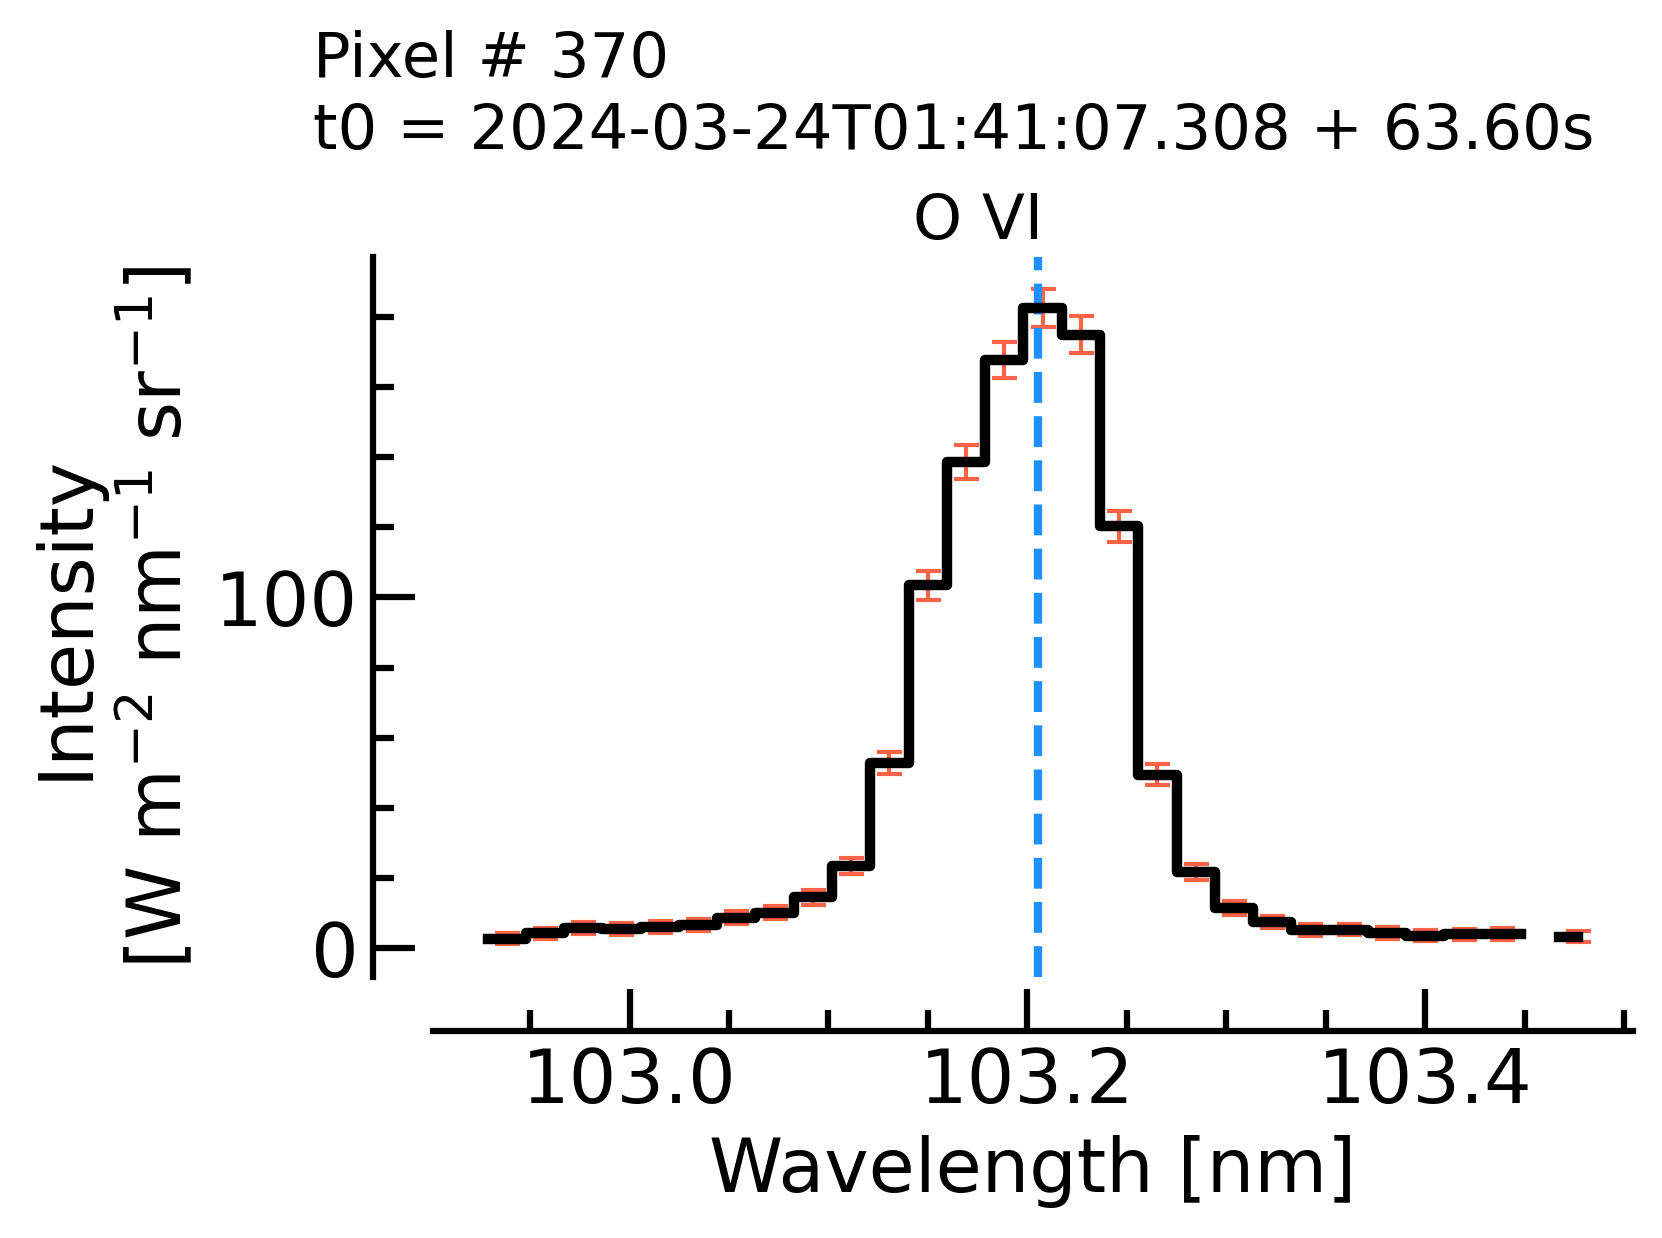 Pixel # 370
t0 = 2024-03-24T01:41:07.308 + 63.60s
O VI
Intensity
[W m⁻² nm⁻¹ sr⁻¹]
100
0
103.0 103.2 103.4
Wavelength [nm]